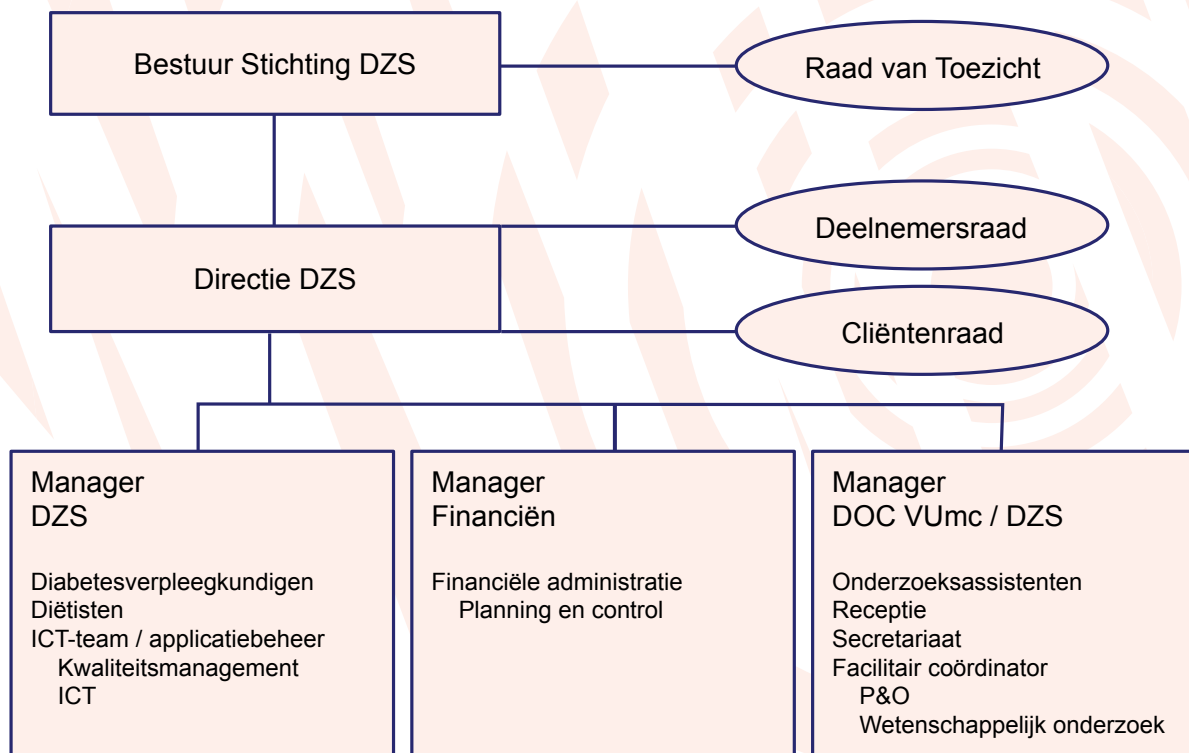 Bestuur Stichting DZS
Raad van Toezicht
Deelnemersraad
Directie DZS
Cliëntenraad
Manager
DZS
Diabetesverpleegkundigen
Diëtisten
ICT-team / applicatiebeheer
Kwaliteitsmanagement
ICT
Manager
Financiën
Financiële administratie
Planning en control
Manager
DOC VUmc / DZS
Onderzoeksassistenten
Receptie
Secretariaat
Facilitair coördinator
P&O
Wetenschappelijk onderzoek